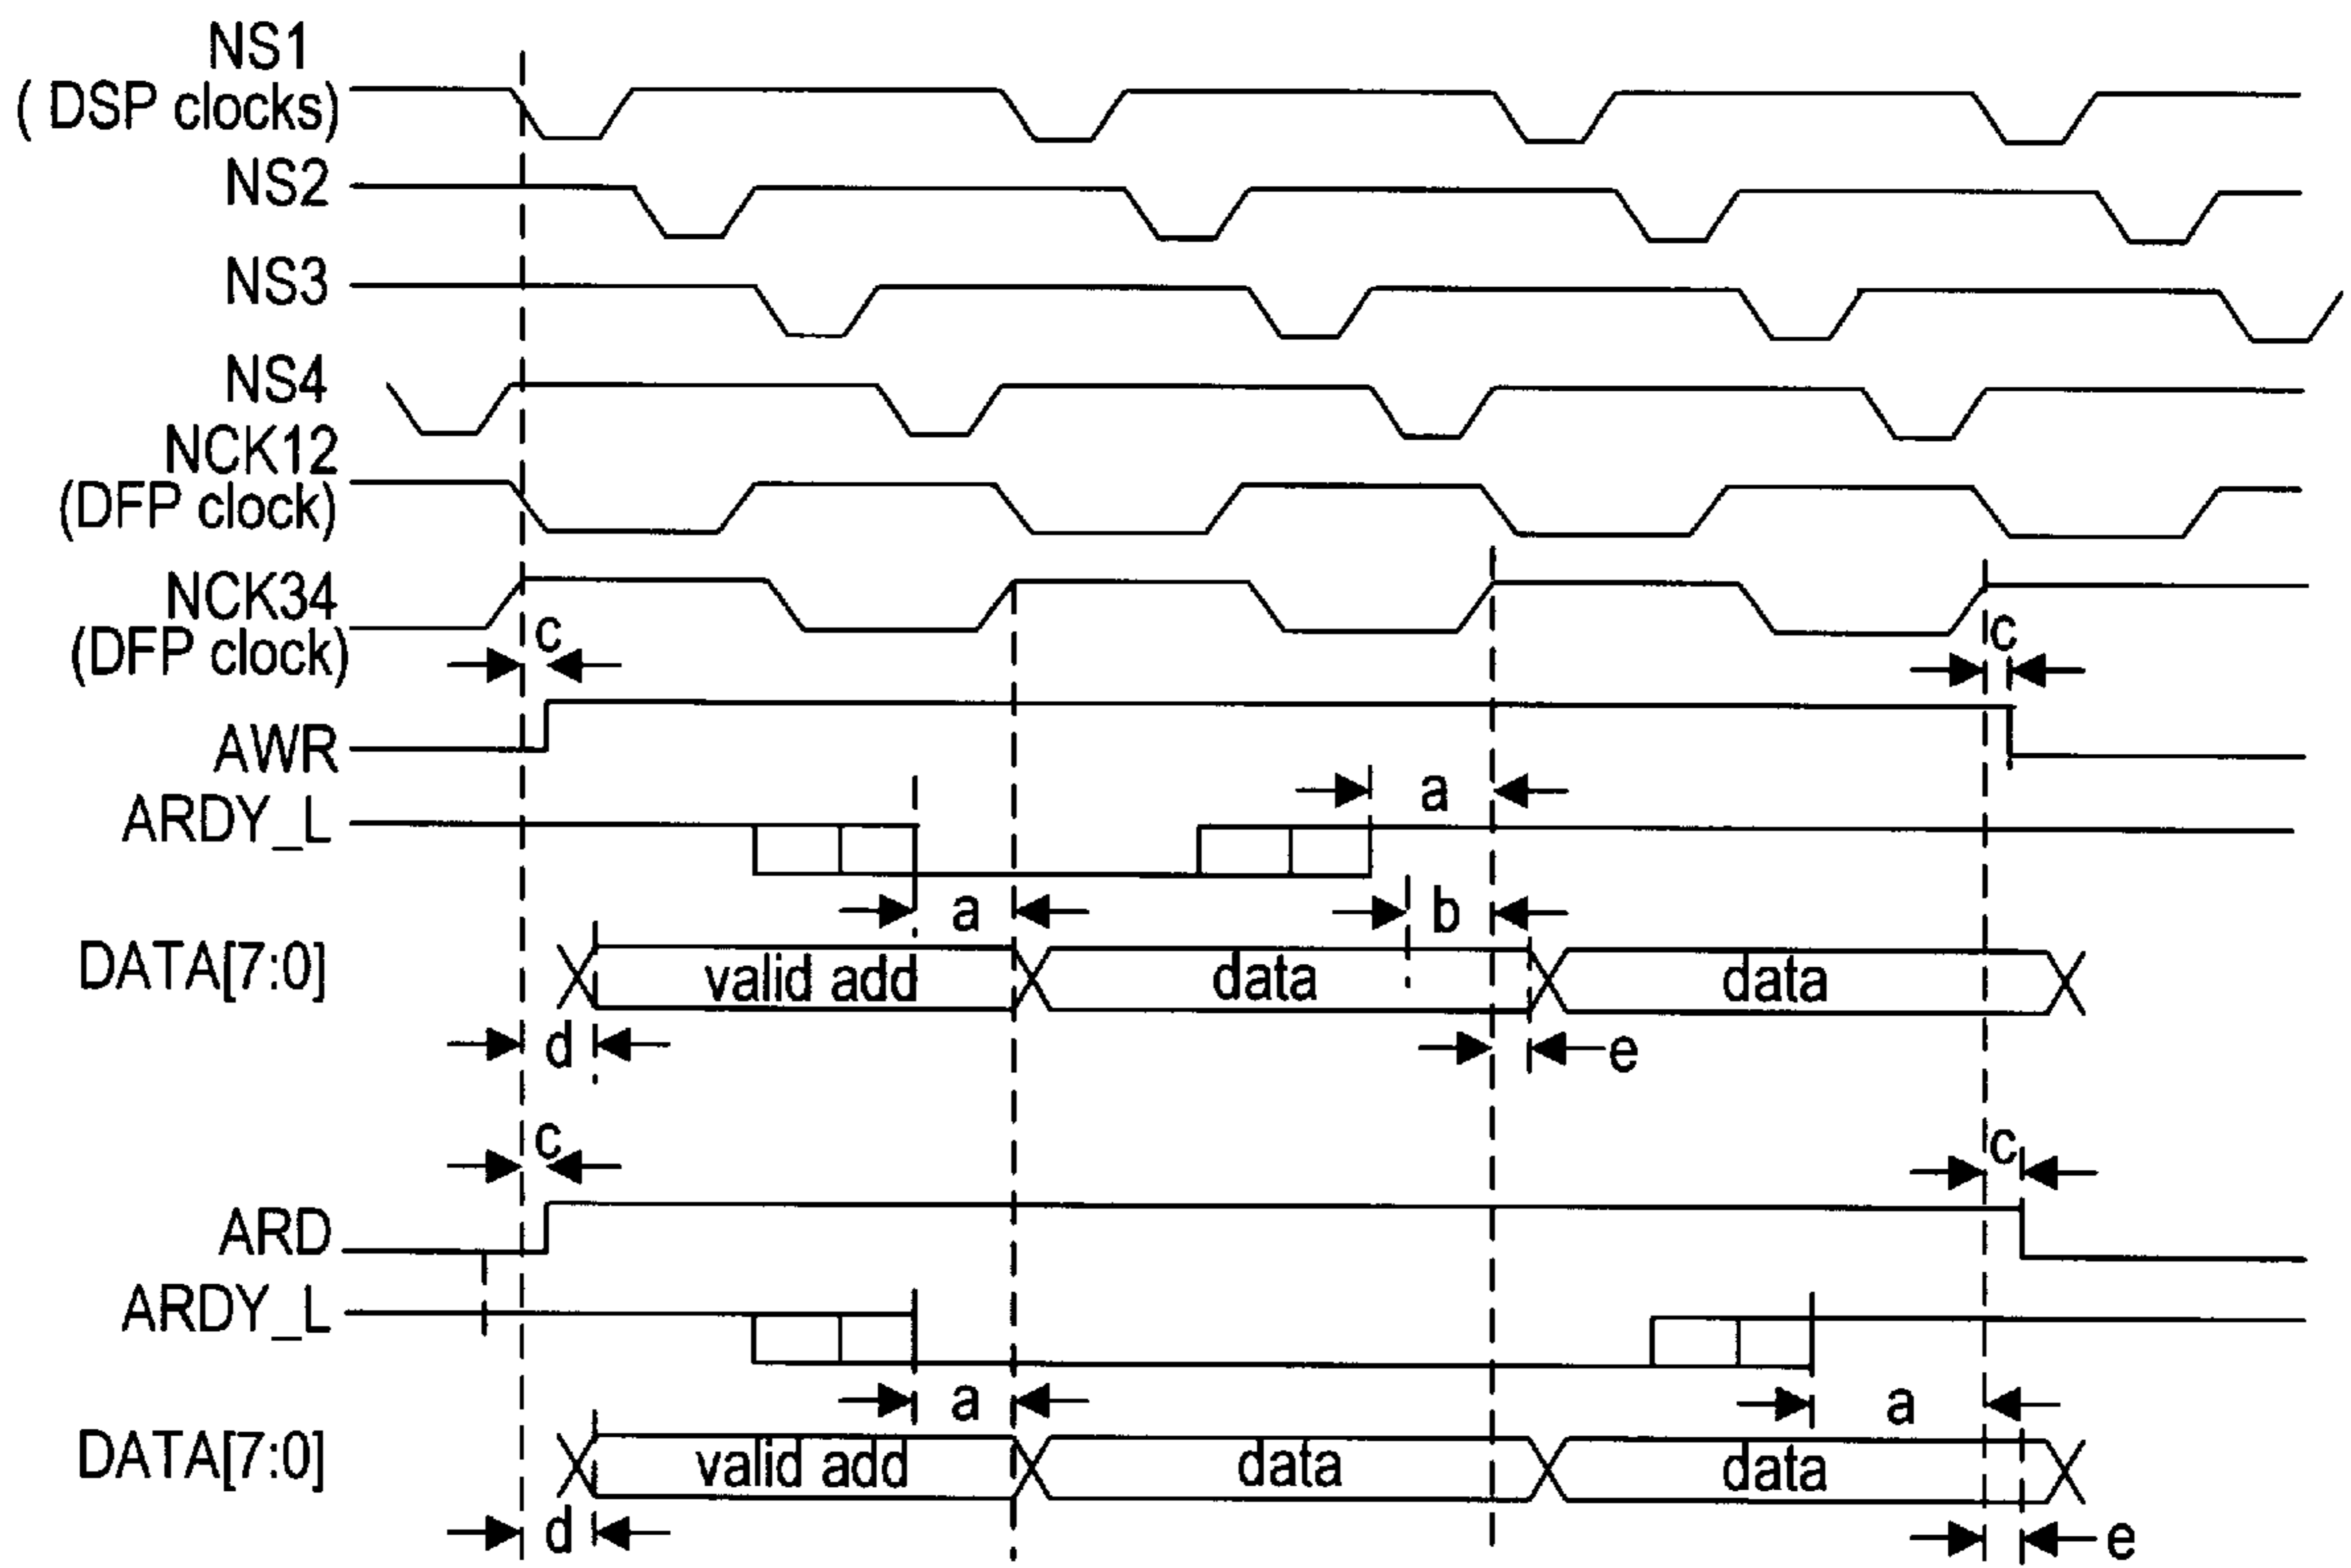 NS1
( DSP clocks)
NS2
NS3
NS4
NCK12
(DFP clock)
NCK34
(DFP clock)
c
c
AWR
a
ARDY_L
a
b
DATA[7:0]
valid add
data
data
d
e
c
c
ARD
ARDY_L
a
a
DATA[7:0]
valid add
data
data
d
e